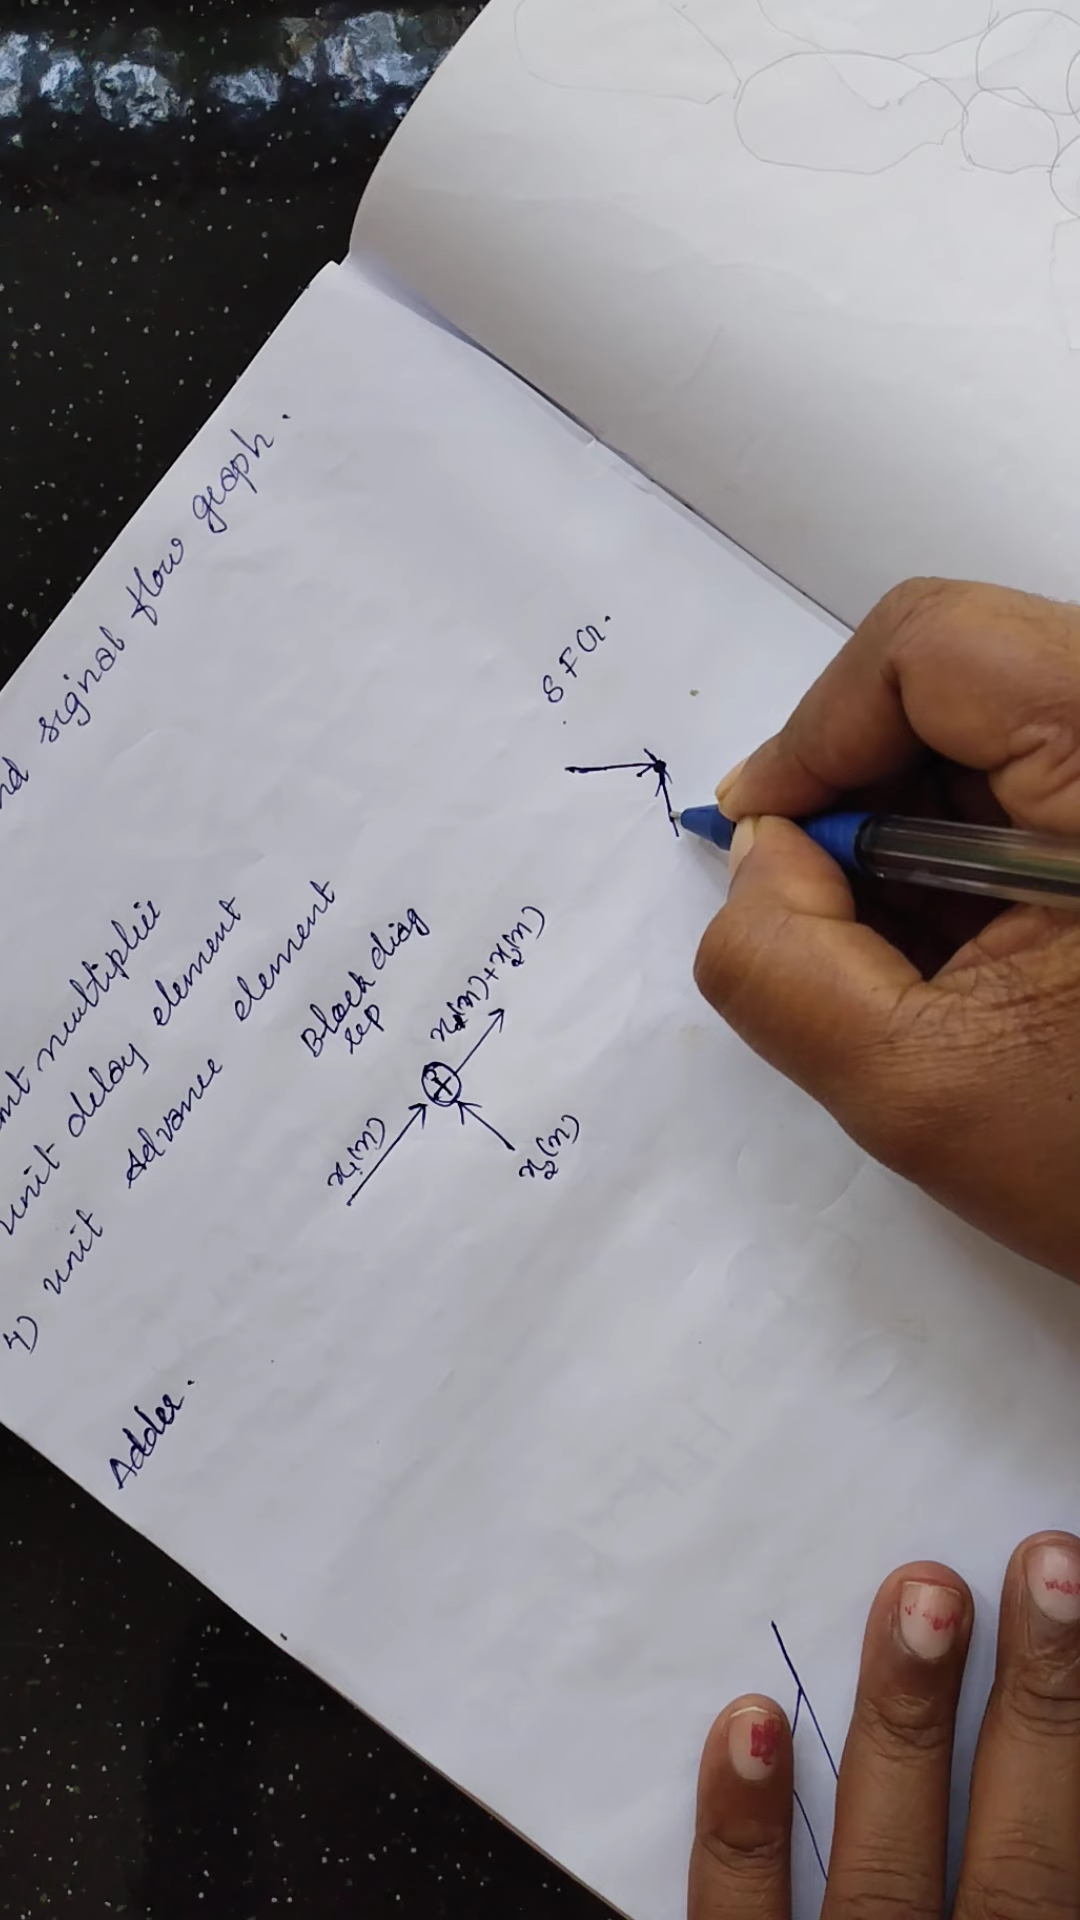 nd signal flow graph.
nt multiplie
unit delay element
4) unit Advance element
Adder.
Block diag
rep
SFG.
x₁(n)
x₁(n)+x₂(n)
x₂(n)